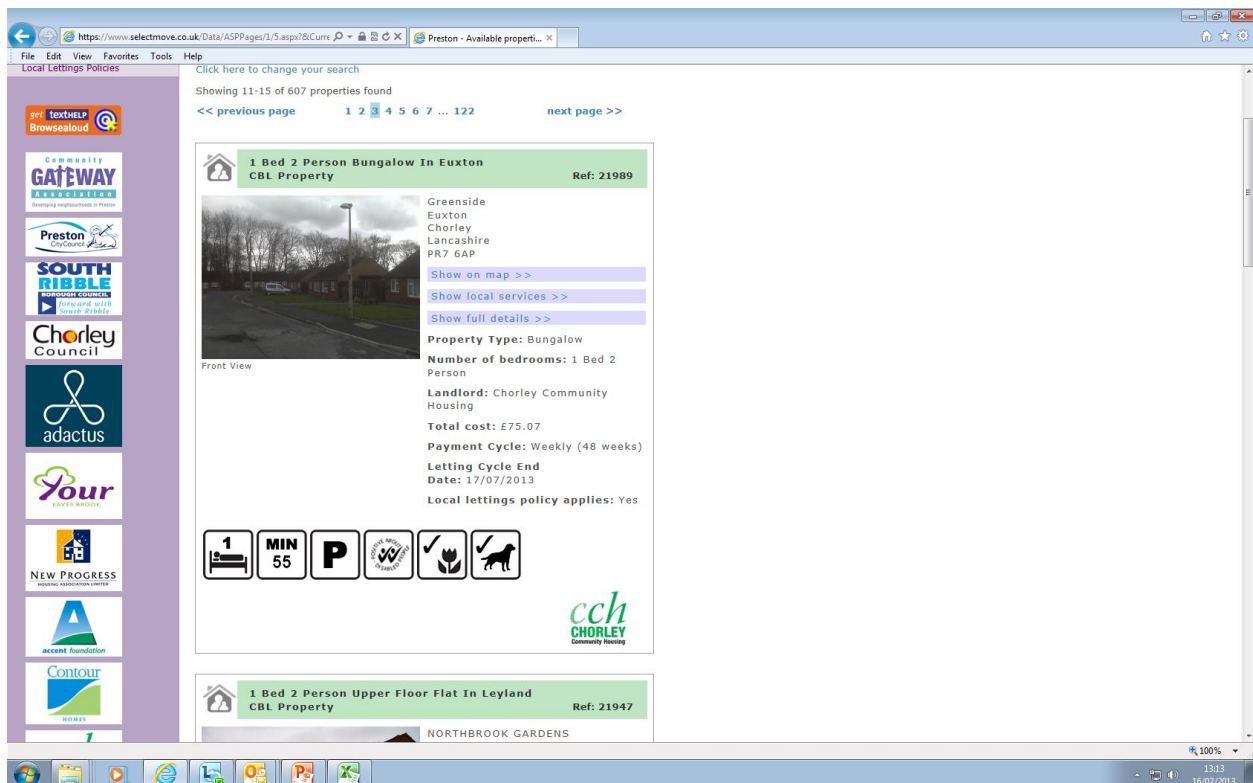 https://www.selectmove.co.uk/Data/ASPPages/1/5.aspx?&Curre
Preston - Available properti...
File Edit View Favorites Tools Help
Local Lettings Policies
Click here to change your search
Showing 11-15 of 607 properties found
<< previous page 1 2 3 4 5 6 7 ... 122 next page >>
get texthelp
Browsealoud
Community
GATEWAY
Association
Developing neighbourhoods in Preston
Preston
City Council
SOUTH
RIBBLE
BOROUGH COUNCIL
forward with
South Ribble
Chorley
Council
adactus
Your
EAVES BROOK
NEW PROGRESS
HOUSING ASSOCIATION LIMITED
accent foundation
Contour
HOMES
1 Bed 2 Person Bungalow In Euxton
CBL Property Ref: 21989
Greenside
Euxton
Chorley
Lancashire
PR7 6AP
Show on map >>
Show local services >>
Show full details >>
Property Type: Bungalow
Number of bedrooms: 1 Bed 2
Person
Landlord: Chorley Community
Housing
Total cost: £75.07
Payment Cycle: Weekly (48 weeks)
Letting Cycle End
Date: 17/07/2013
Local lettings policy applies: Yes
Front View
1
MIN
55
P
POSITIVE ABOUT DISABLED PEOPLE
cch
CHORLEY
Community Housing
1 Bed 2 Person Upper Floor Flat In Leyland
CBL Property Ref: 21947
NORTHBROOK GARDENS
100%
13:13
16/07/2013